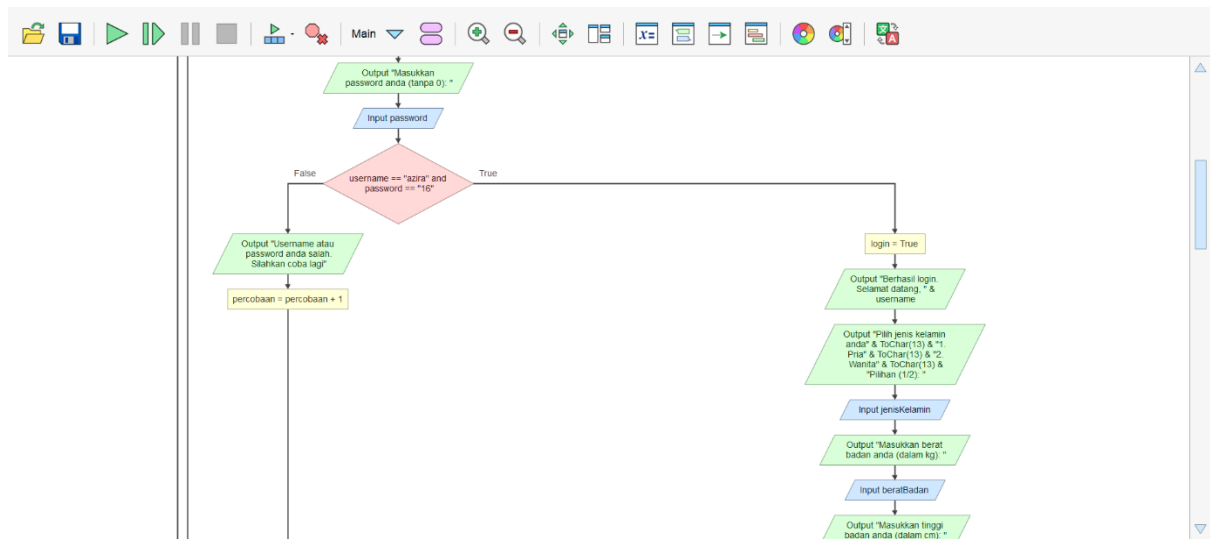 Main
Output "Masukkan
password anda (tanpa 0): "
Input password
False
True
username == "azira" and
password == "16"
Output "Username atau
password anda salah.
Silahkan coba lagi"
percobaan = percobaan + 1
login = True
Output "Berhasil login.
Selamat datang, " &
username
Output "Pilih jenis kelamin
anda" & ToChar(13) & "1.
Pria" & ToChar(13) & "2.
Wanita" & ToChar(13) &
"Pilihan (1/2): "
Input jenisKelamin
Output "Masukkan berat
badan anda (dalam kg): "
Input beratBadan
Output "Masukkan tinggi
badan anda (dalam cm): "